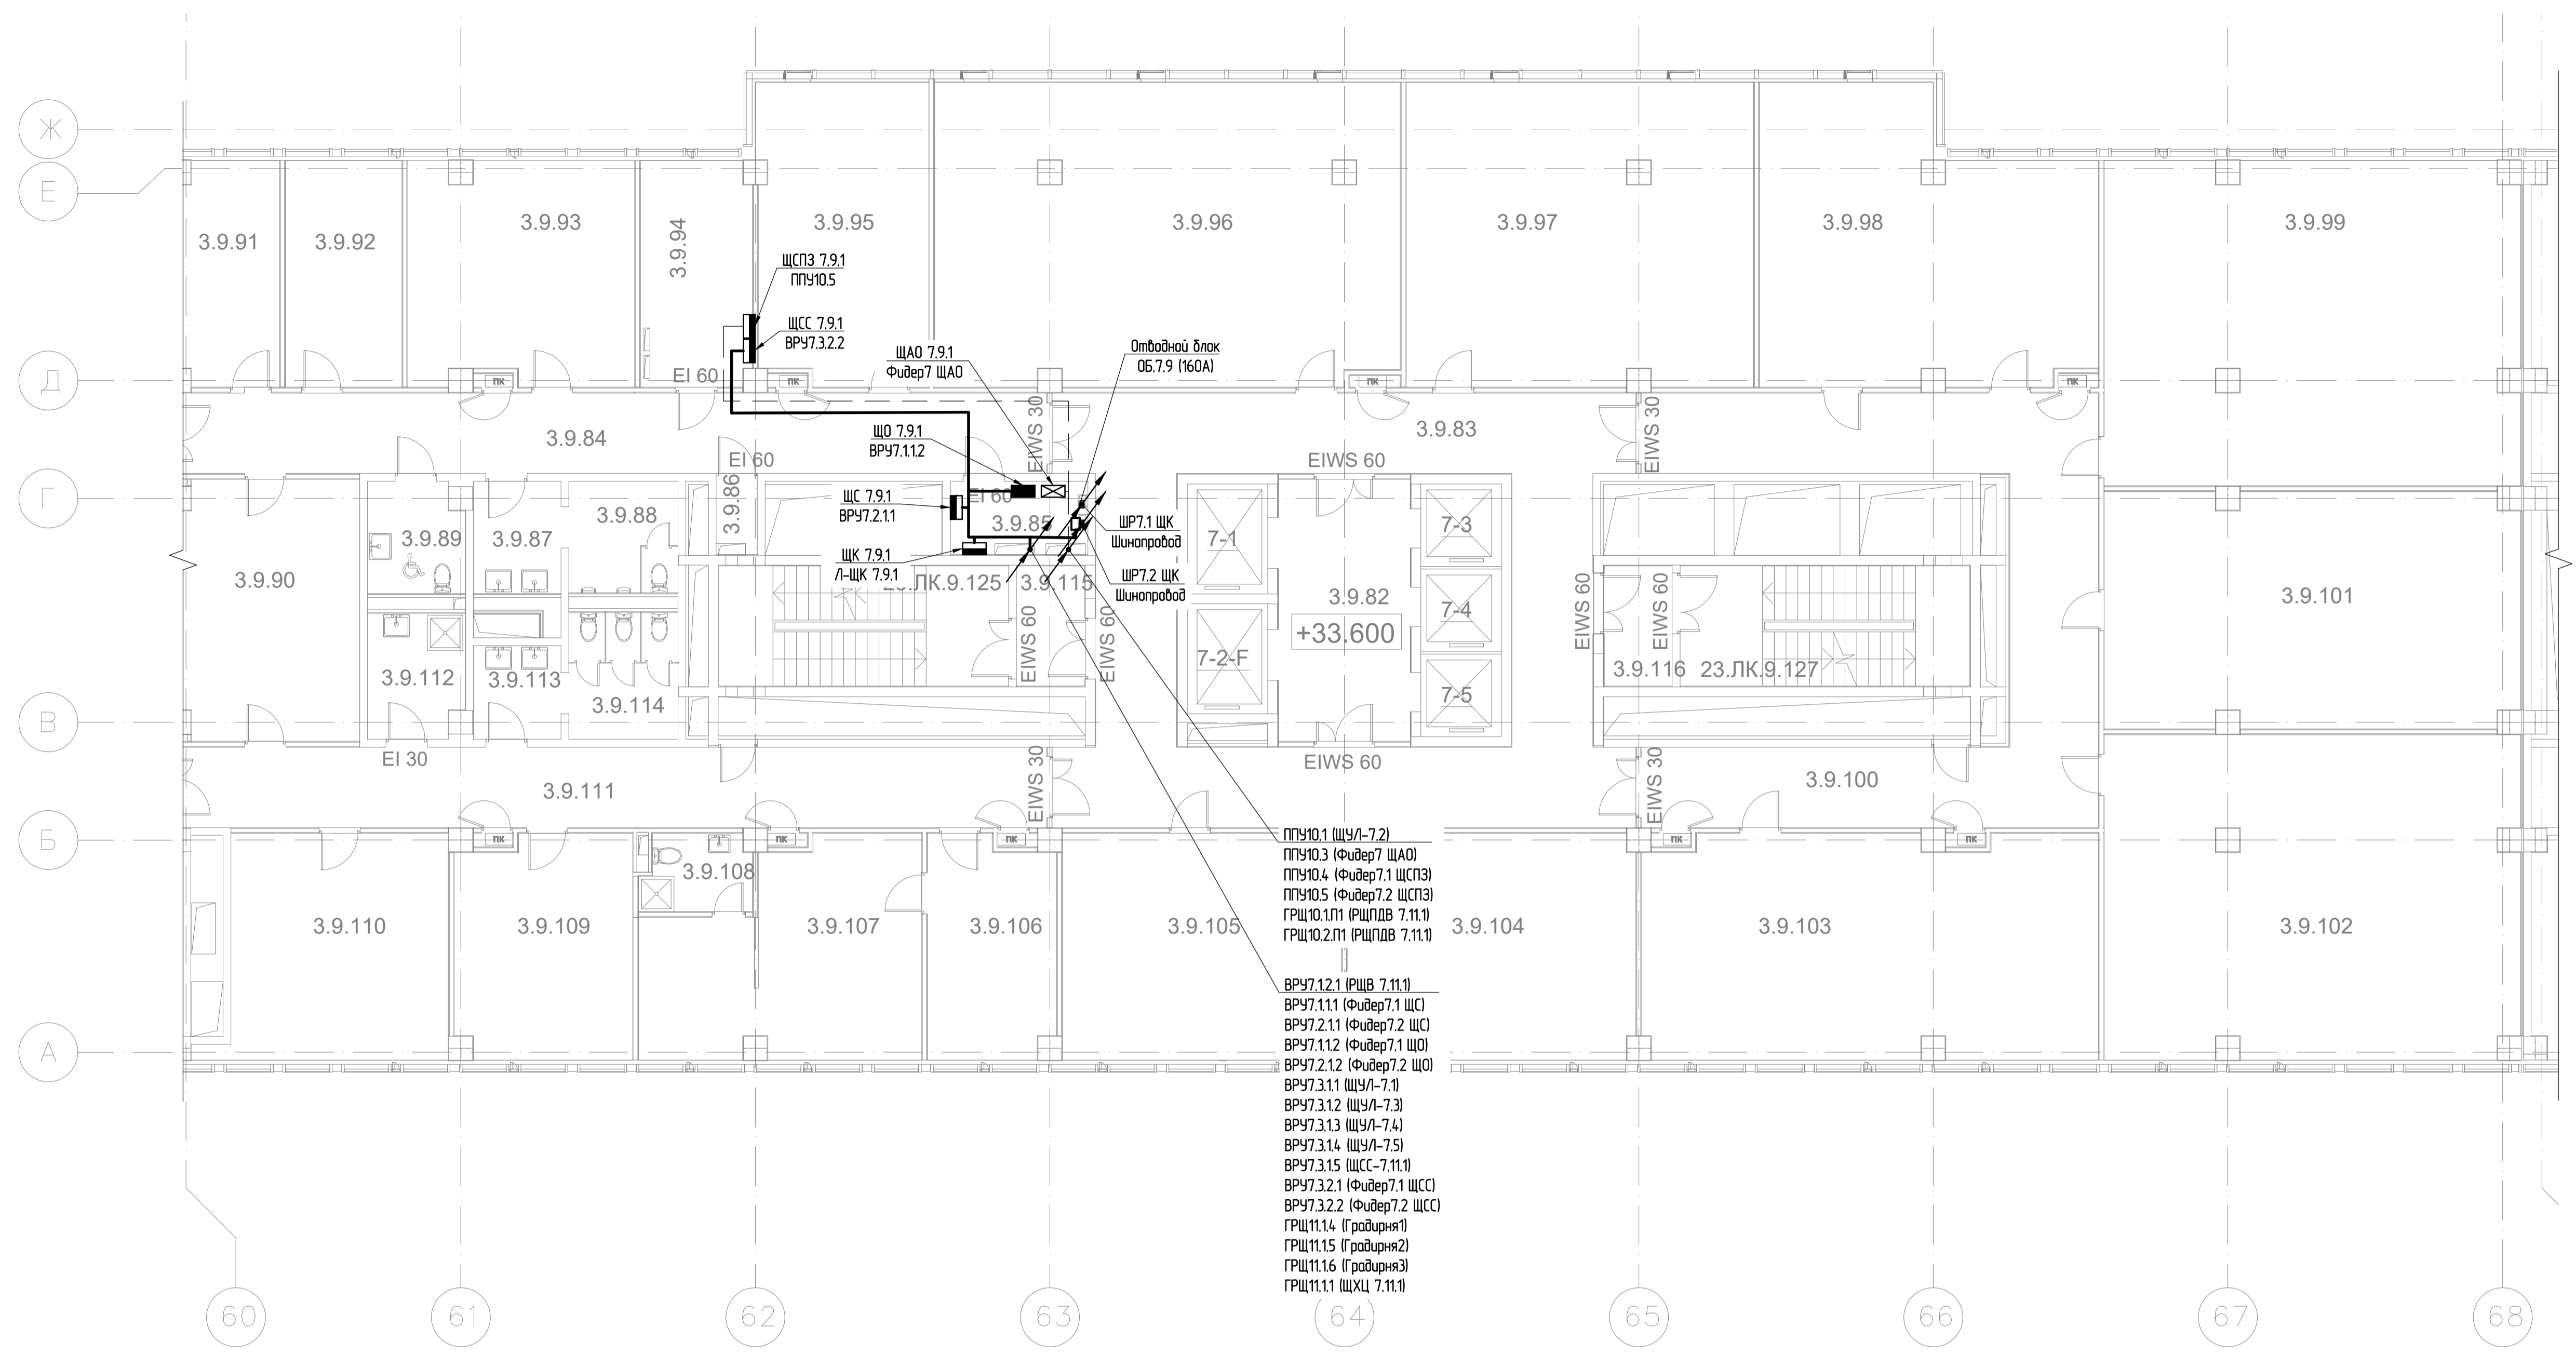 Ж
Е
3.9.91
3.9.92
3.9.93
3.9.94
3.9.95
3.9.96
3.9.97
3.9.98
3.9.99
ЩСПЗ 7.9.1
ППУ10.5
ЩСС 7.9.1
ВРУ7.3.2.2
ЩАО 7.9.1
Фидер7 ЩАО
Отводной блок
ОБ.7.9 (160А)
Д
EI 60
ПК
ПК
ПК
ПК
EIWS 30
EIWS 30
3.9.84
3.9.83
ЩО 7.9.1
ВРУ7.1.1.2
EI 60
EIWS 60
Г
ЩС 7.9.1
ВРУ7.2.1.1
EI 60
3.9.85
3.9.86
3.9.88
3.9.89
3.9.87
ШР7.1 ЩК
Шинопровод
7-1
7-3
ЩК 7.9.1
Л-ЩК 7.9.1
ШР7.2 ЩК
Шинопровод
3.9.90
ЛК.9.125
3.9.115
3.9.82
+33.600
7-4
EIWS 60
EIWS 60
EIWS 60
EIWS 60
3.9.101
7-2-F
7-5
3.9.112
3.9.113
3.9.114
3.9.116
23.ЛК.9.127
В
EI 30
EIWS 30
EIWS 60
EIWS 30
3.9.111
3.9.100
Б
ПК
ПК
ПК
ПК
ПК
3.9.108
3.9.110
3.9.109
3.9.107
3.9.106
3.9.105
3.9.104
3.9.103
3.9.102
ППУ10.1 (ЩУЛ-7.2)
ППУ10.3 (Фидер7 ЩАО)
ППУ10.4 (Фидер7.1 ЩСПЗ)
ППУ10.5 (Фидер7.2 ЩСПЗ)
ГРЩ10.1.П1 (РЩПДВ 7.11.1)
ГРЩ10.2.П1 (РЩПДВ 7.11.1)
ВРУ7.1.2.1 (РЩВ 7.11.1)
ВРУ7.1.1.1 (Фидер7.1 ЩС)
ВРУ7.2.1.1 (Фидер7.2 ЩС)
ВРУ7.1.1.2 (Фидер7.1 ЩО)
ВРУ7.2.1.2 (Фидер7.2 ЩО)
ВРУ7.3.1.1 (ЩУЛ-7.1)
ВРУ7.3.1.2 (ЩУЛ-7.3)
ВРУ7.3.1.3 (ЩУЛ-7.4)
ВРУ7.3.1.4 (ЩУЛ-7.5)
ВРУ7.3.1.5 (ЩСС-7.11.1)
ВРУ7.3.2.1 (Фидер7.1 ЩСС)
ВРУ7.3.2.2 (Фидер7.2 ЩСС)
ГРЩ11.1.4 (Градирня1)
ГРЩ11.1.5 (Градирня2)
ГРЩ11.1.6 (Градирня3)
ГРЩ11.1.1 (ЩХЦ 7.11.1)
А
60
61
62
63
64
65
66
67
68